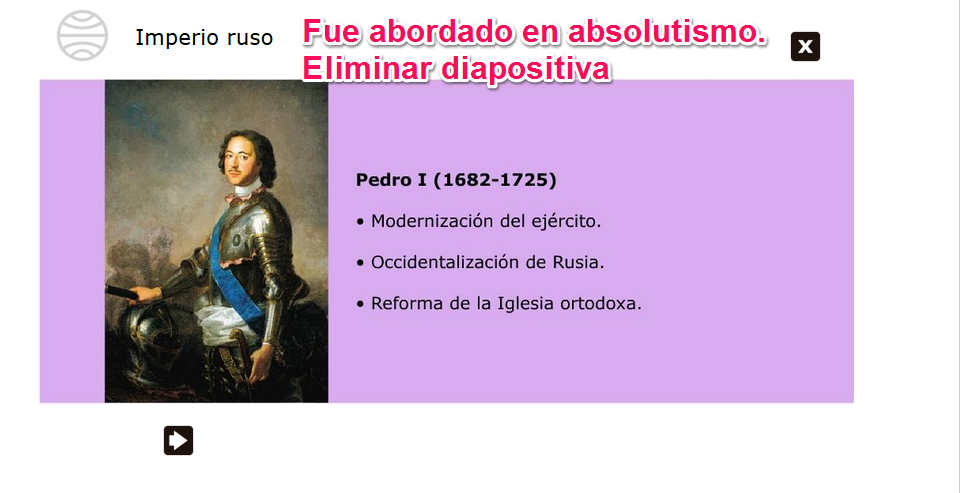 Imperio ruso
Fue abordado en absolutismo.
Eliminar diapositiva
X
Pedro I (1682-1725)
• Modernización del ejército.
• Occidentalización de Rusia.
• Reforma de la Iglesia ortodoxa.